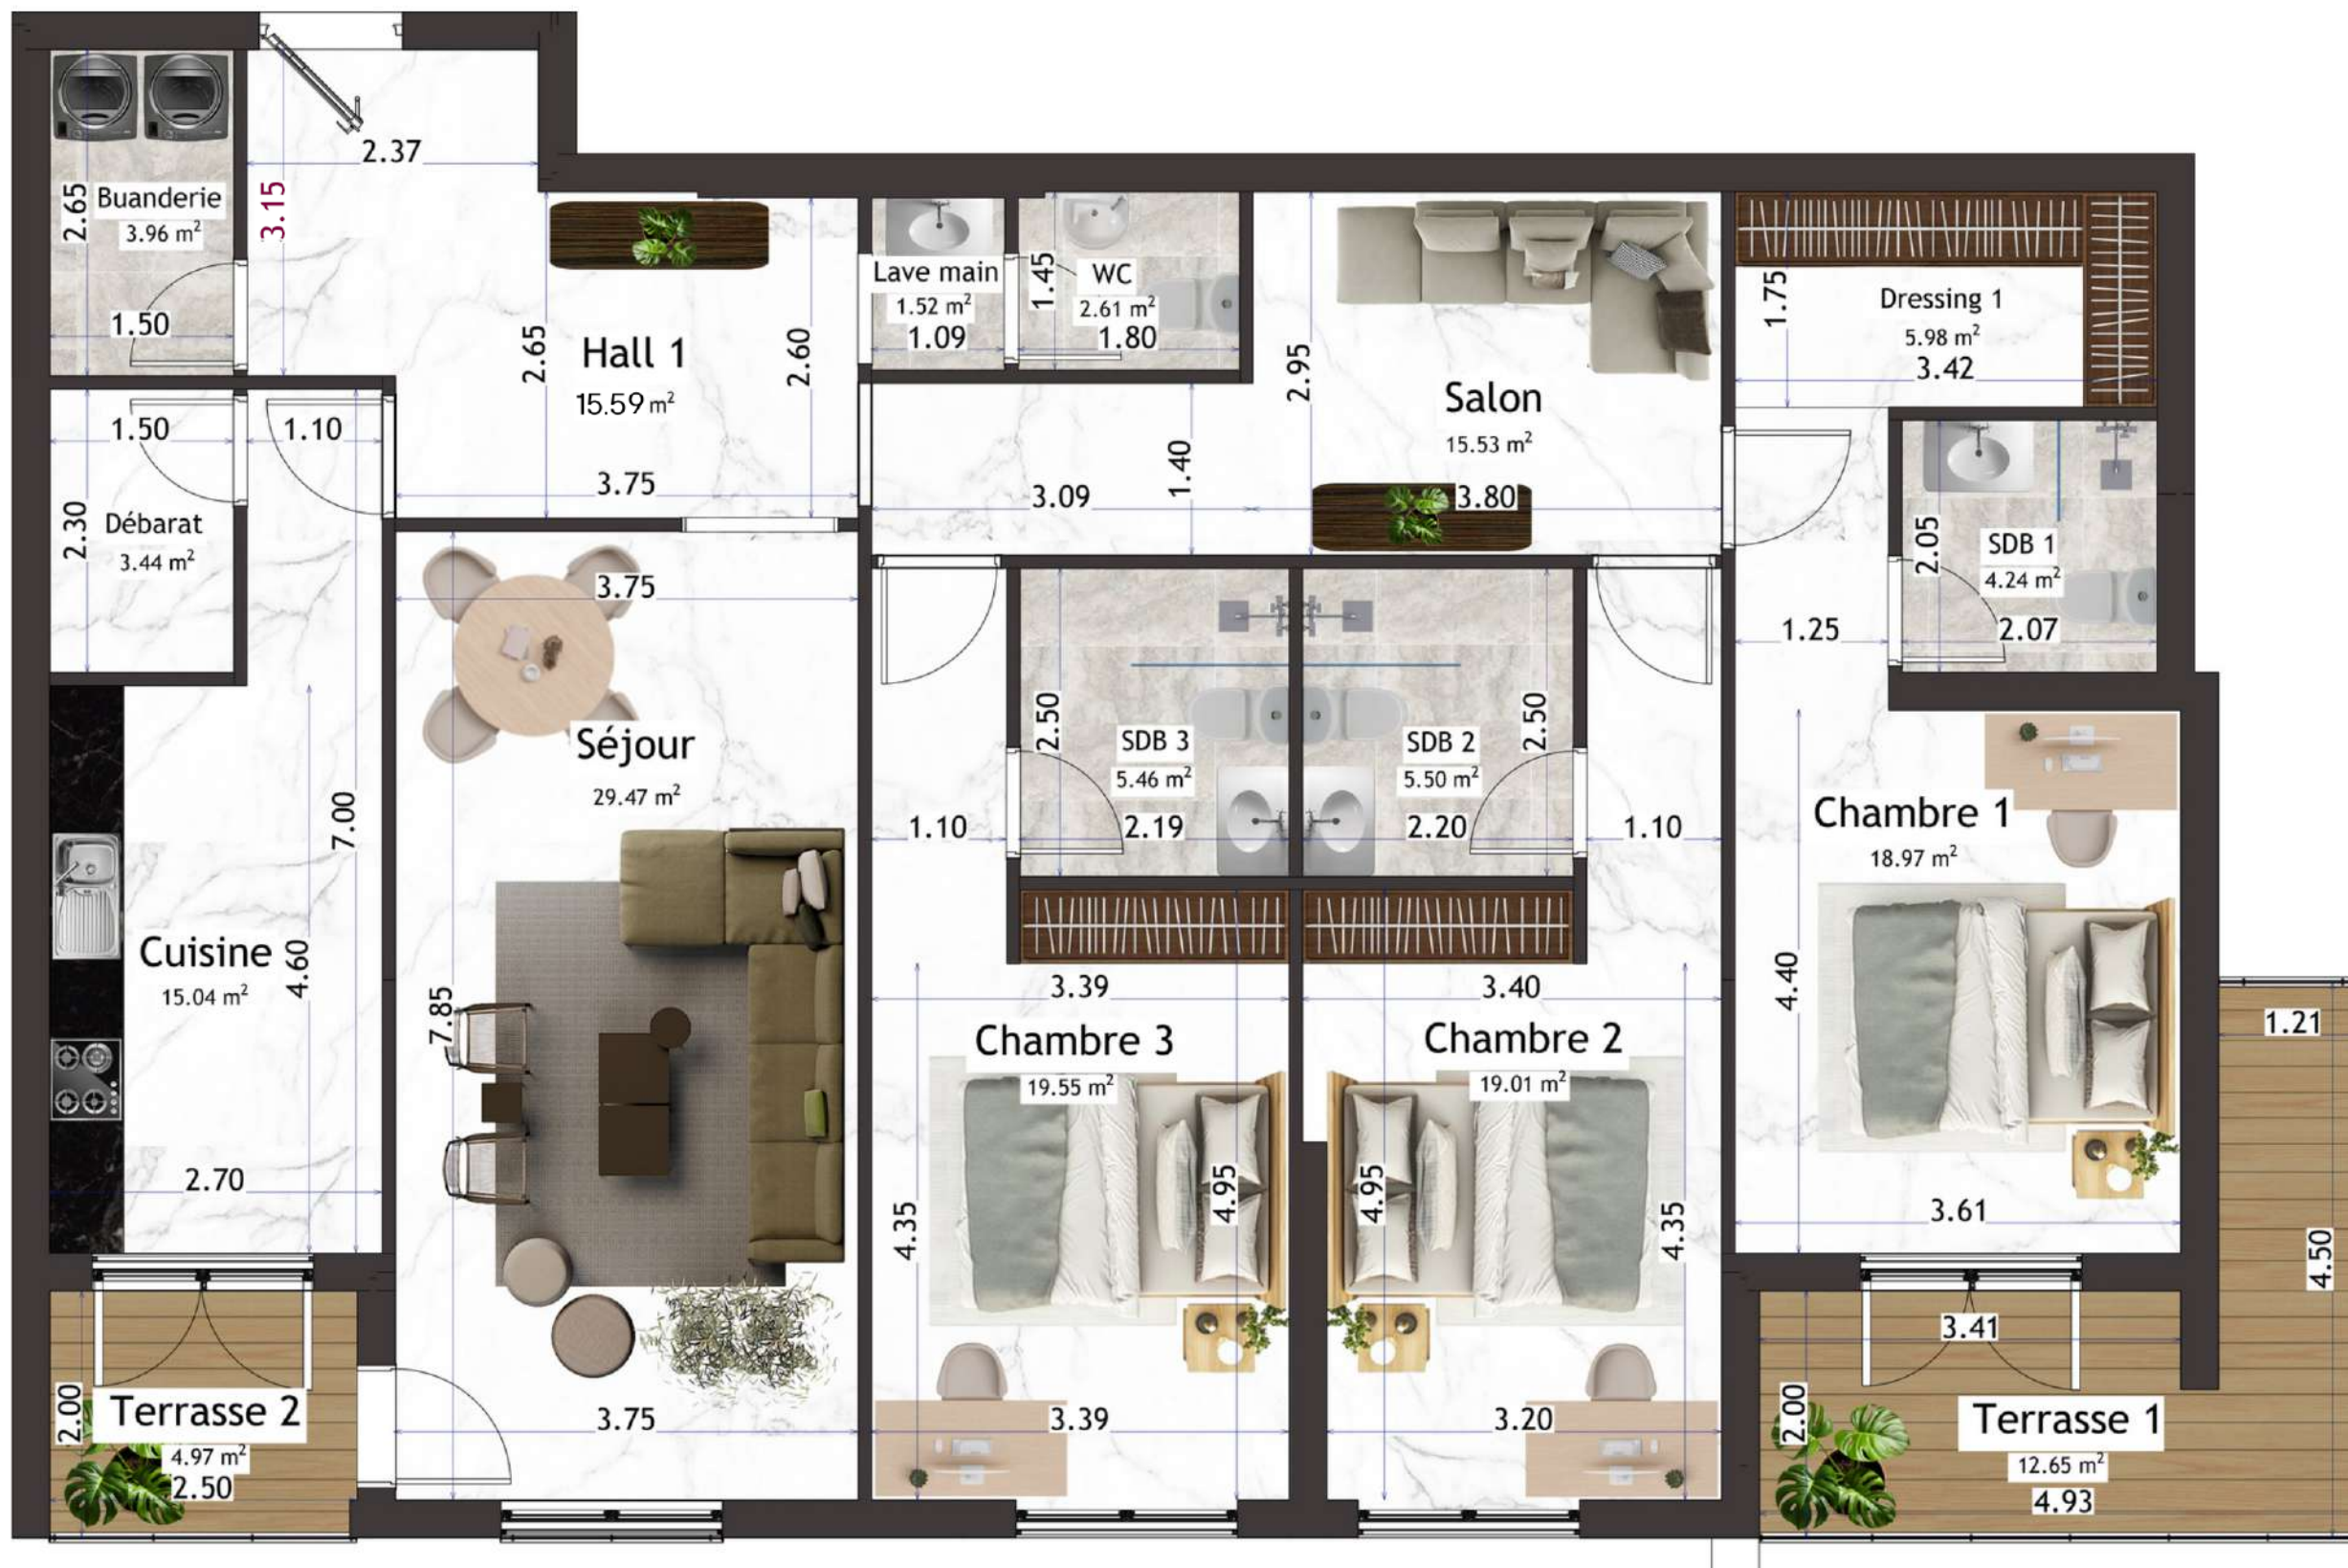 2.37
2.65
Buanderie
3.96 m²
3.15
1.50
2.65
Hall 1
15.59 m²
2.60
3.75
Lave main
1.52 m²
1.09
1.45
WC
2.61 m²
1.80
2.95
Salon
15.53 m²
3.09
1.40
3.80
1.75
Dressing 1
5.98 m²
3.42
1.50
1.10
2.30
Débarat
3.44 m²
3.75
Séjour
29.47 m²
7.00
7.85
Cuisine
15.04 m²
4.60
2.70
3.75
2.50
SDB 3
5.46 m²
2.19
1.10
SDB 2
5.50 m²
2.20
2.50
1.10
2.05
SDB 1
4.24 m²
2.07
1.25
Chambre 1
18.97 m²
4.40
3.61
3.39
Chambre 3
19.55 m²
4.35
4.95
3.39
3.40
Chambre 2
19.01 m²
4.95
4.35
3.20
1.21
4.50
2.00
Terrasse 2
4.97 m²
2.50
3.41
2.00
Terrasse 1
12.65 m²
4.93